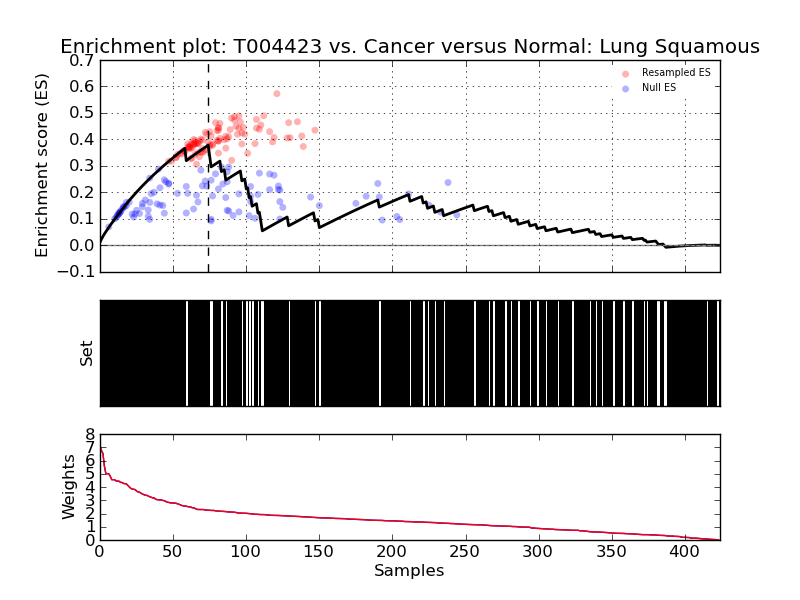 Enrichment plot: T004423 vs. Cancer versus Normal: Lung Squamous
0.7
0.6
0.5
0.4
0.3
0.2
0.1
0.0
−0.1
Enrichment score (ES)
Resampled ES
Null ES
Set
8
7
6
5
4
3
2
1
0
Weights
0 50 100 150 200 250 300 350 400
Samples